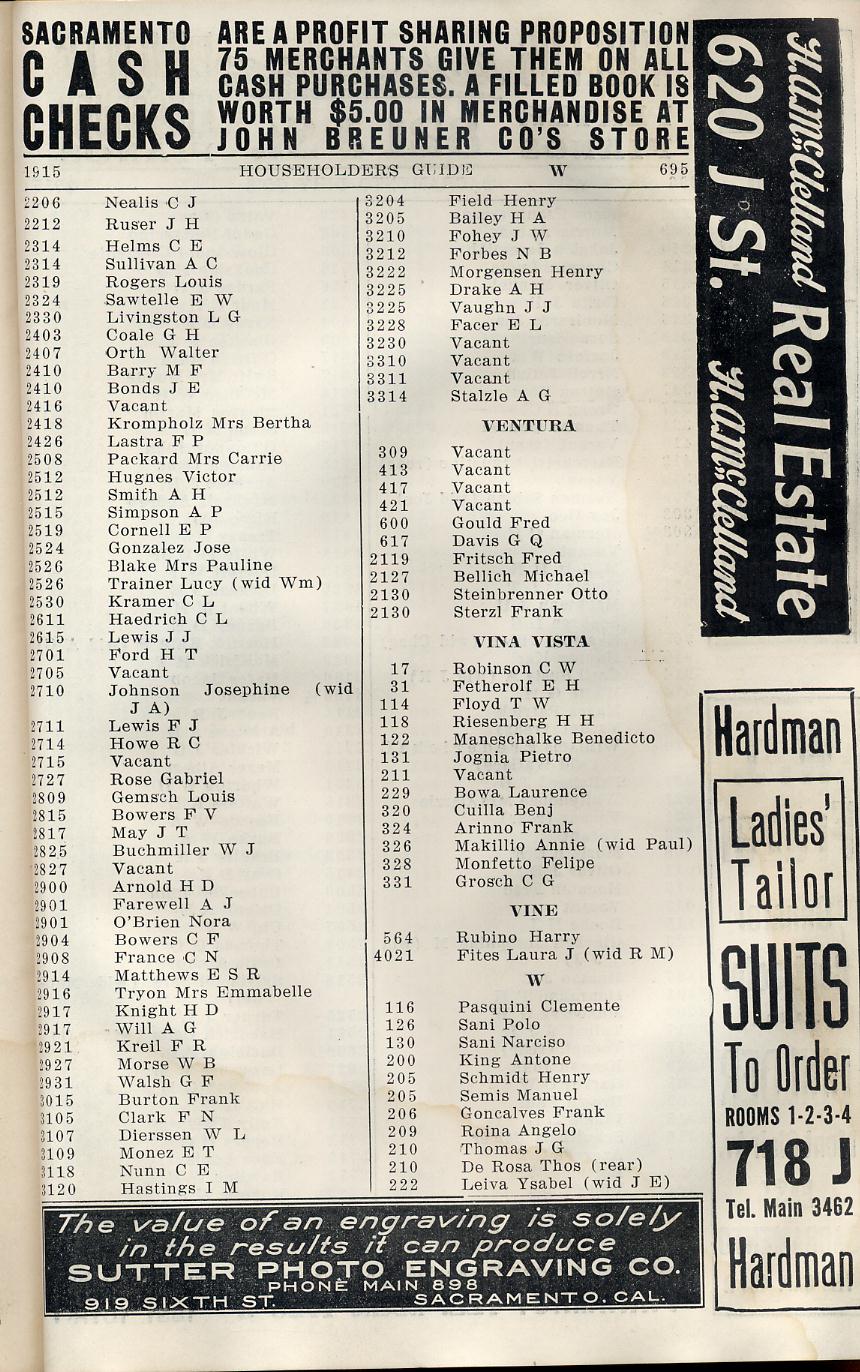 SACRAMENTO
CASH
CHECKS
ARE A PROFIT SHARING PROPOSITION
75 MERCHANTS GIVE THEM ON ALL
CASH PURCHASES. A FILLED BOOK IS
WORTH $5.00 IN MERCHANDISE AT
JOHN BREUNER CO'S STORE
1915 HOUSEHOLDERS GUIDE W 695
2206 Nealis C J
2212 Ruser J H
2314 Helms C E
2314 Sullivan A C
2319 Rogers Louis
2324 Sawtelle E W
2330 Livingston L G
2403 Coale G H
2407 Orth Walter
2410 Barry M F
2410 Bonds J E
2416 Vacant
2418 Krompholz Mrs Bertha
2426 Lastra F P
2508 Packard Mrs Carrie
2512 Hugnes Victor
2512 Smith A H
2515 Simpson A P
2519 Cornell E P
2524 Gonzalez Jose
2526 Blake Mrs Pauline
2526 Trainer Lucy (wid Wm)
2530 Kramer C L
2611 Haedrich C L
2615 Lewis J J
2701 Ford H T
2705 Vacant
2710 Johnson Josephine (wid
J A)
2711 Lewis F J
2714 Howe R C
2715 Vacant
2727 Rose Gabriel
2809 Gemsch Louis
2815 Bowers F V
2817 May J T
2825 Buchmiller W J
2827 Vacant
2900 Arnold H D
2901 Farewell A J
2901 O'Brien Nora
2904 Bowers C F
2908 France C N
2914 Matthews E S R
2916 Tryon Mrs Emmabelle
2917 Knight H D
2917 Will A G
2921 Kreil F R
2927 Morse W B
2931 Walsh G F
3015 Burton Frank
3105 Clark F N
3107 Dierssen W L
3109 Monez E T
3118 Nunn C E
3120 Hastings I M
3204 Field Henry
3205 Bailey H A
3210 Fohey J W
3212 Forbes N B
3222 Morgensen Henry
3225 Drake A H
3225 Vaughn J J
3228 Facer E L
3230 Vacant
3310 Vacant
3311 Vacant
3314 Stalzle A G
VENTURA
309 Vacant
413 Vacant
417 Vacant
421 Vacant
600 Gould Fred
617 Davis G Q
2119 Fritsch Fred
2127 Bellich Michael
2130 Steinbrenner Otto
2130 Sterzl Frank
VINA VISTA
17 Robinson C W
31 Fetherolf E H
114 Floyd T W
118 Riesenberg H H
122 Maneschalke Benedicto
131 Jognia Pietro
211 Vacant
229 Bowa Laurence
320 Cuilla Benj
324 Arinno Frank
326 Makillio Annie (wid Paul)
328 Monfetto Felipe
331 Grosch C G
VINE
564 Rubino Harry
4021 Fites Laura J (wid R M)
W
116 Pasquini Clemente
126 Sani Polo
130 Sani Narciso
200 King Antone
205 Schmidt Henry
205 Semis Manuel
206 Goncalves Frank
209 Roina Angelo
210 Thomas J G
210 De Rosa Thos (rear)
222 Leiva Ysabel (wid J E)
H.A. McClelland Real Estate H.A. McClelland
620 J St.
Hardman
Ladies'
Tailor
SUITS
To Order
ROOMS 1-2-3-4
718 J
Tel. Main 3462
Hardman
The value of an engraving is solely
in the results it can produce
SUTTER PHOTO ENGRAVING CO.
PHONE MAIN 898
919 SIXTH ST. SACRAMENTO, CAL.